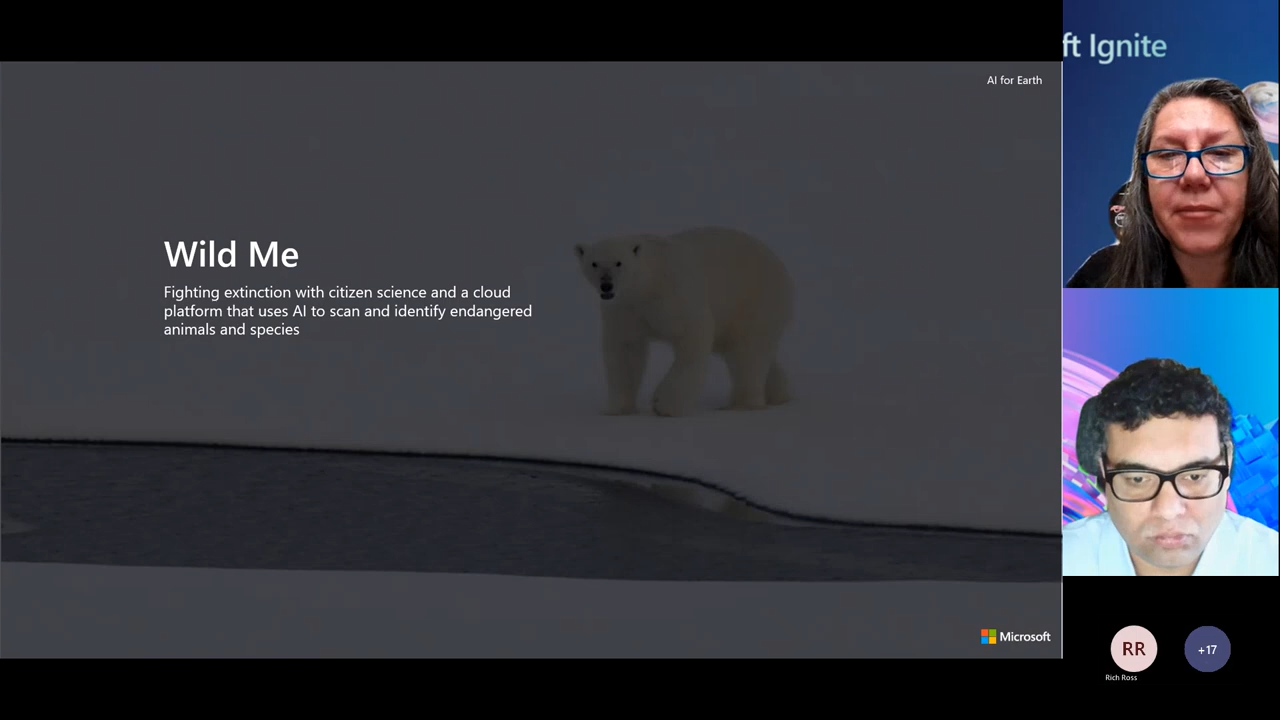 AI for Earth
Wild Me
Fighting extinction with citizen science and a cloud
platform that uses AI to scan and identify endangered
animals and species
Microsoft
ft Ignite
RR
Rich Ross
+17